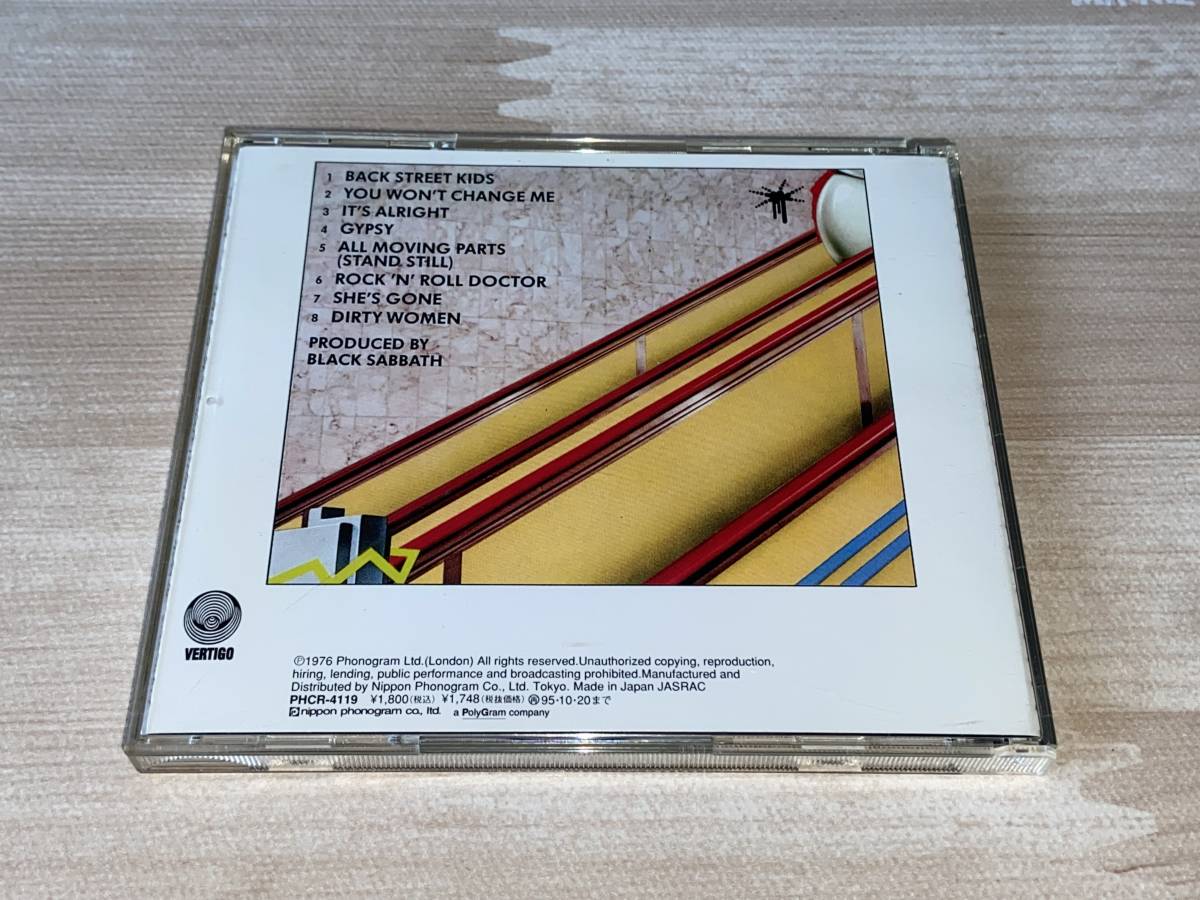 1 BACK STREET KIDS
2 YOU WON'T CHANGE ME
3 IT'S ALRIGHT
4 GYPSY
5 ALL MOVING PARTS
(STAND STILL)
6 ROCK 'N' ROLL DOCTOR
7 SHE'S GONE
8 DIRTY WOMEN
PRODUCED BY
BLACK SABBATH
VERTIGO
℗1976 Phonogram Ltd.(London) All rights reserved.Unauthorized copying, reproduction,
hiring, lending, public performance and broadcasting prohibited.Manufactured and
Distributed by Nippon Phonogram Co., Ltd. Tokyo. Made in Japan JASRAC
PHCR-4119 ¥1,800(税込) ¥1,748(税抜価格) 再95・10・20まで
nippon phonogram co., ltd. a PolyGram company